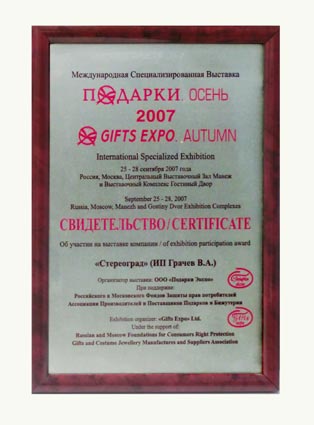 Международная Специализированная Выставка
ПОДАРКИ. ОСЕНЬ
2007
GIFTS EXPO. AUTUMN
International Specialized Exhibition
25 - 28 сентября 2007 года
Россия, Москва, Центральный Выставочный Зал Манеж
и Выставочный Комплекс Гостиный Двор
September 25 - 28, 2007
Russia, Moscow, Manezh and Gostiny Dvor Exhibition Complexes
СВИДЕТЕЛЬСТВО/CERTIFICATE
Об участии на выставке компании / of exhibition participation award
«Стереоград» (ИП Грачев В.А.)
Организатор выставки: ООО «Подарки Экспо»
При поддержке:
Российского и Московского Фондов Защиты прав потребителей
Ассоциации Производителей и Поставщиков Подарков и Бижутерии
Exhibition organizer: «Gifts Expo» Ltd.
Under the support of:
Russian and Moscow Foundations for Consumers Right Protection
Gifts and Costume Jewellery Manufactures and Suppliers Association